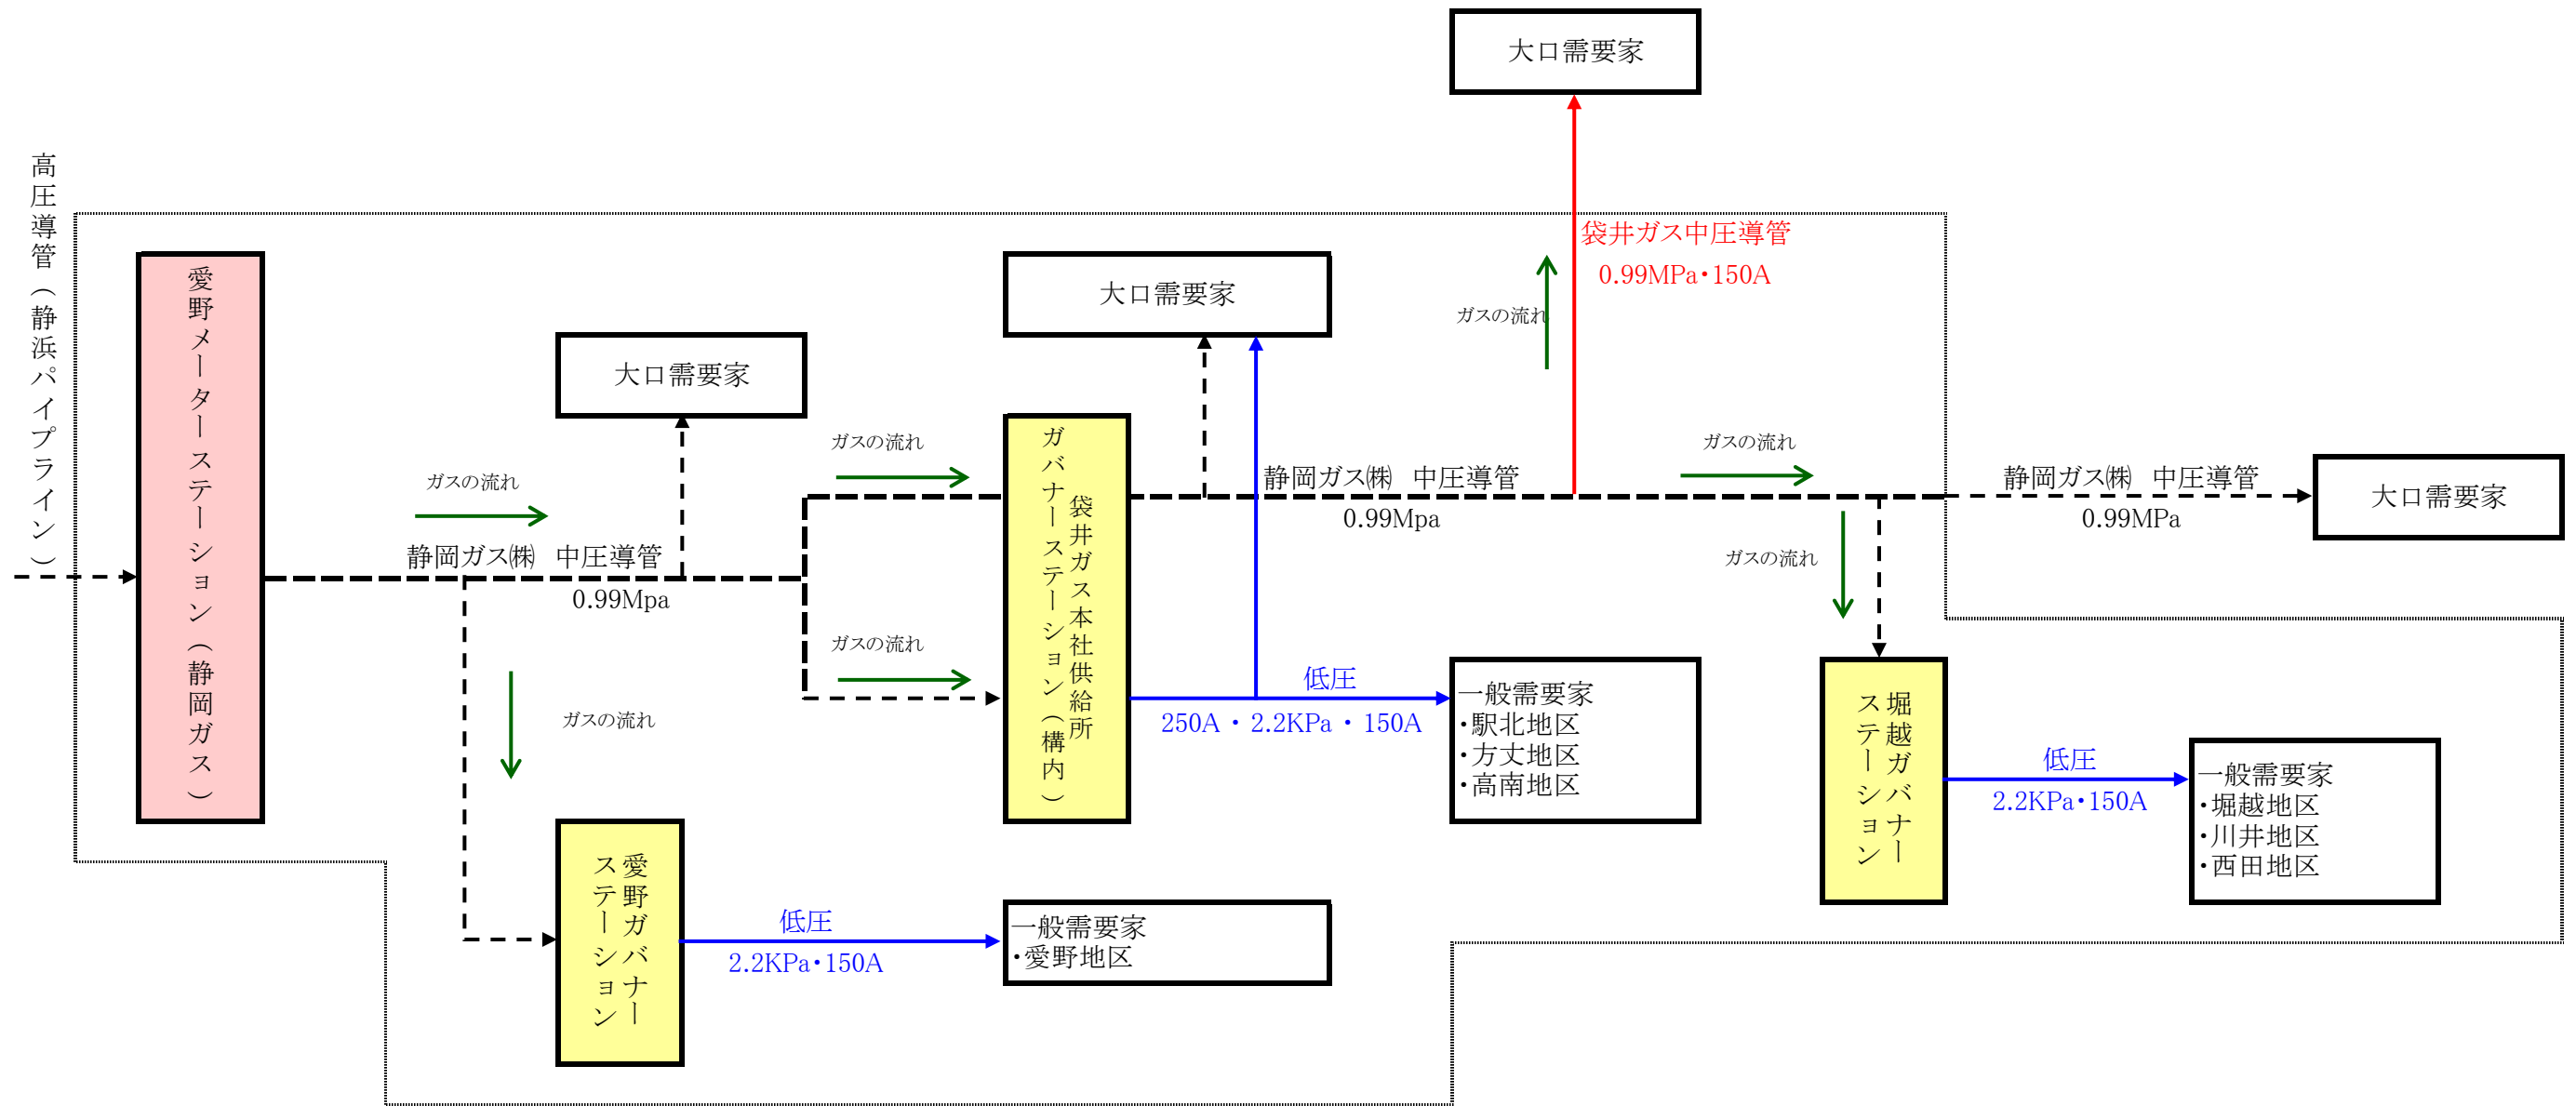 大口需要家
高圧導管(静浜パイプライン)
袋井ガス中圧導管
0.99MPa・150A
愛野メーターステーション(静岡ガス)
大口需要家
ガスの流れ
大口需要家
ガスの流れ
ガスの流れ
ガスの流れ
静岡ガス㈱ 中圧導管
0.99Mpa
静岡ガス㈱ 中圧導管
0.99Mpa
静岡ガス㈱ 中圧導管
0.99MPa
大口需要家
袋井ガス本社供給所
ガバナーステーション(構内)
ガスの流れ
ガスの流れ
ガスの流れ
低圧
250A ・ 2.2KPa ・ 150A
一般需要家
・駅北地区
・方丈地区
・高南地区
堀越ガバナー
ステーション
低圧
2.2KPa・150A
一般需要家
・堀越地区
・川井地区
・西田地区
愛野ガバナー
ステーション
低圧
2.2KPa・150A
一般需要家
・愛野地区